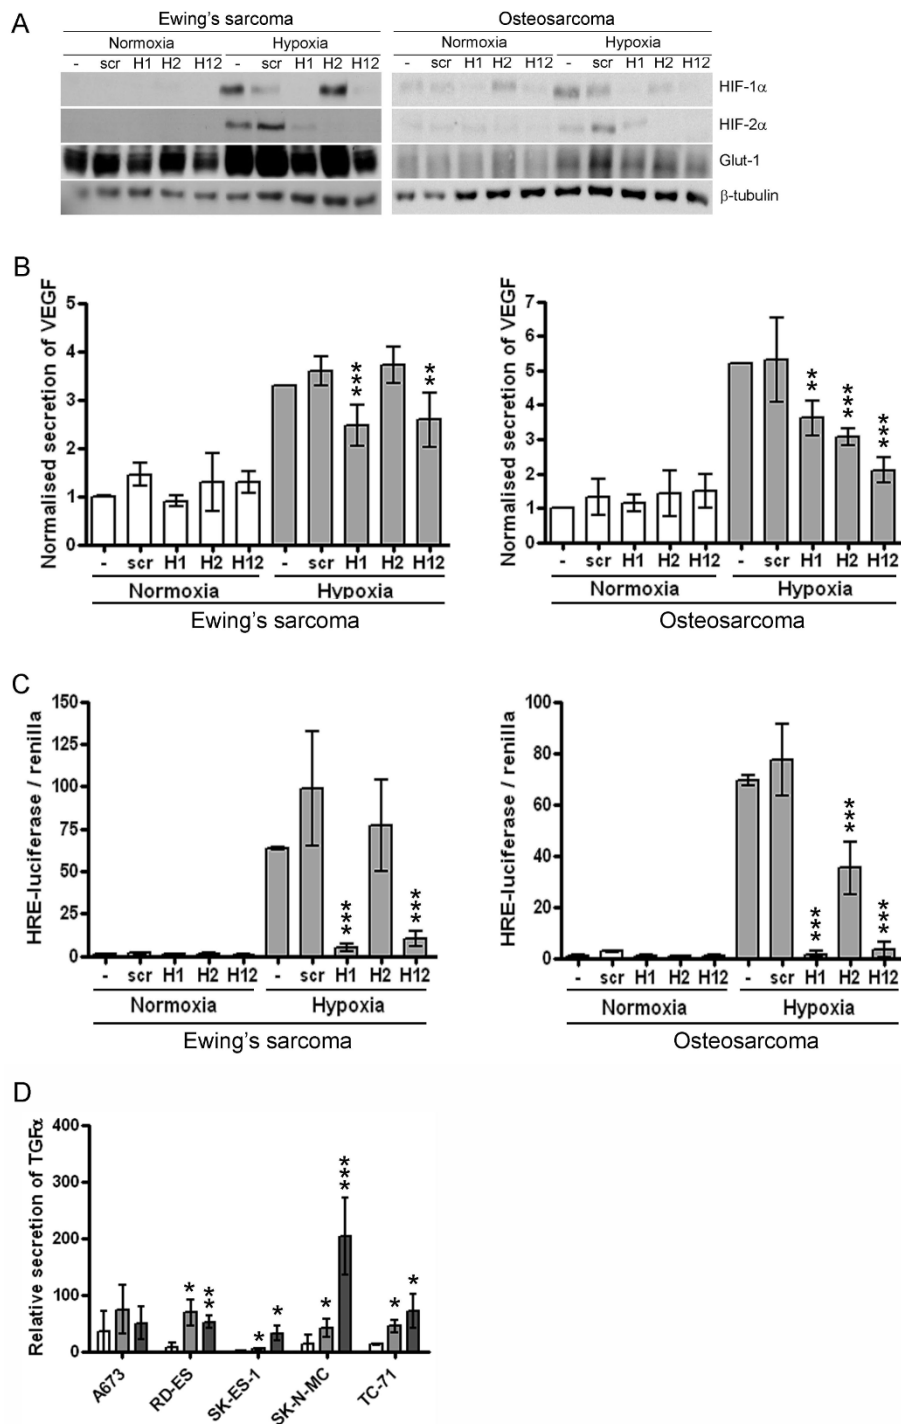 A
Ewing's sarcoma
Osteosarcoma
Normoxia Hypoxia Normoxia Hypoxia
- scr H1 H2 H12 - scr H1 H2 H12 - scr H1 H2 H12 - scr H1 H2 H12
HIF-1α
HIF-2α
Glut-1
β-tubulin
B
Normalised secretion of VEGF
5
4
3
2
1
0
***
**
- scr H1 H2 H12 - scr H1 H2 H12
Normoxia Hypoxia
Ewing's sarcoma
Normalised secretion of VEGF
7
6
5
4
3
2
1
0
**
***
***
- scr H1 H2 H12 - scr H1 H2 H12
Normoxia Hypoxia
Osteosarcoma
C
HRE-luciferase / renilla
150
125
100
75
50
25
0
***
***
- scr H1 H2 H12 - scr H1 H2 H12
Normoxia Hypoxia
Ewing's sarcoma
HRE-luciferase / renilla
100
80
60
40
20
0
***
***
***
- scr H1 H2 H12 - scr H1 H2 H12
Normoxia Hypoxia
Osteosarcoma
D
Relative secretion of TGFα
400
300
200
100
0
* ** * * * *** * *
A673 RD-ES SK-ES-1 SK-N-MC TC-71